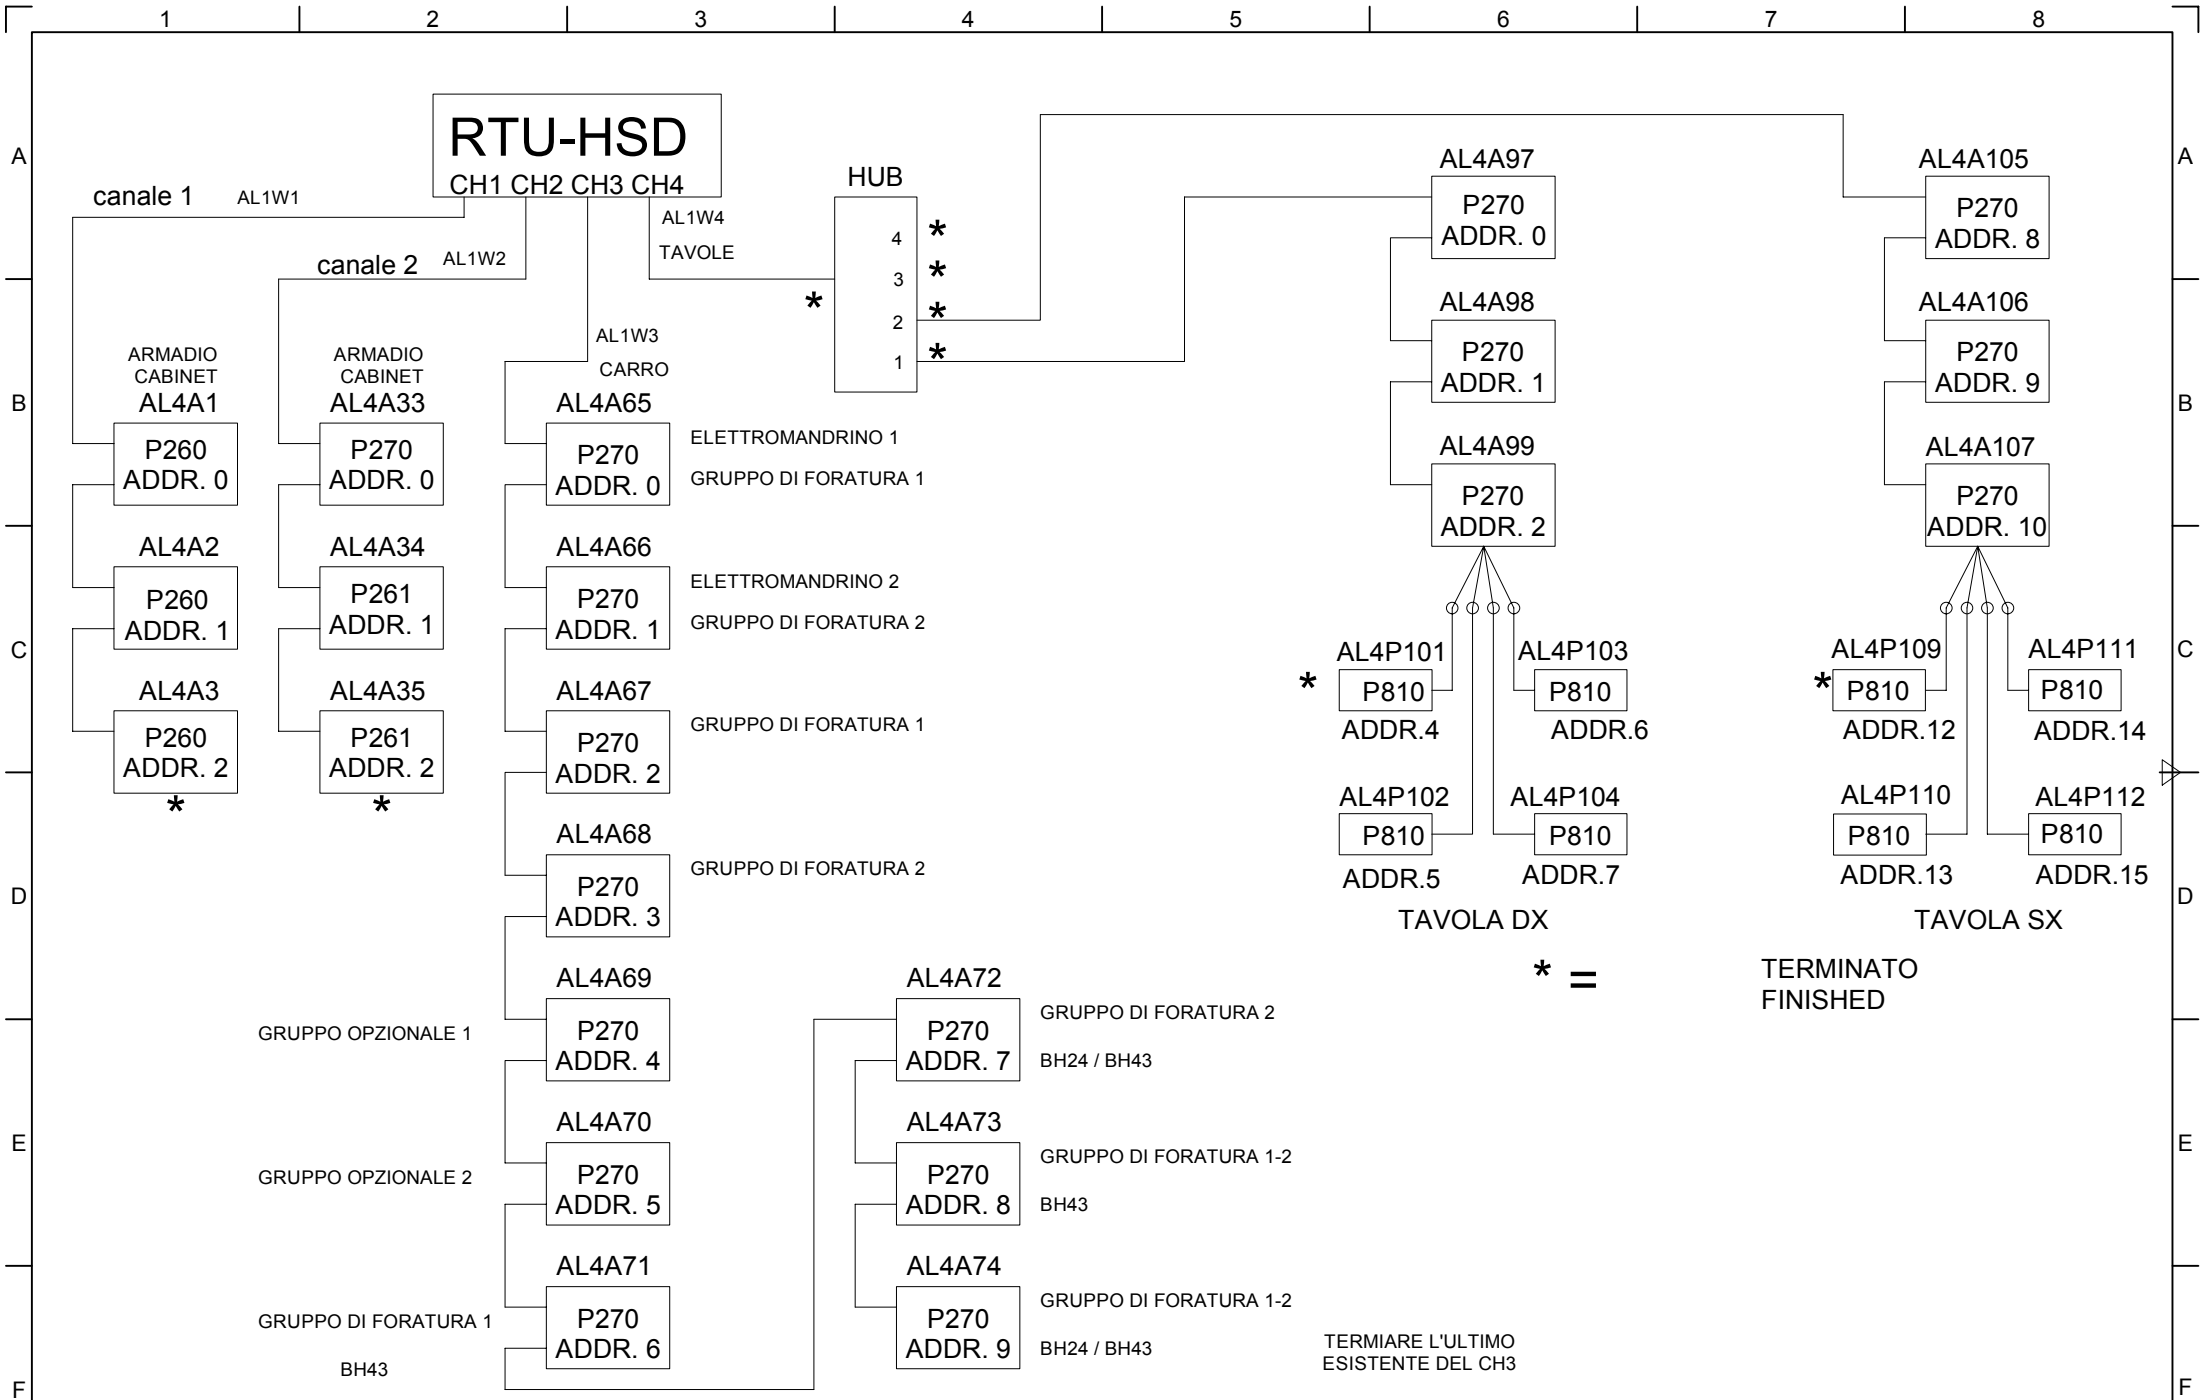 1 2 3 4 5 6 7 8
A A
B B
C C
D D
E E
F F
RTU-HSD
CH1 CH2 CH3 CH4
canale 1 AL1W1
canale 2 AL1W2
AL1W4
TAVOLE
AL1W3
CARRO
HUB
4 *
3 *
*
2 *
1 *
ARMADIO
CABINET
AL4A1
P260
ADDR. 0
AL4A2
P260
ADDR. 1
AL4A3
P260
ADDR. 2
*
ARMADIO
CABINET
AL4A33
P270
ADDR. 0
AL4A34
P261
ADDR. 1
AL4A35
P261
ADDR. 2
*
AL4A65
P270
ADDR. 0
ELETTROMANDRINO 1
GRUPPO DI FORATURA 1
AL4A66
P270
ADDR. 1
ELETTROMANDRINO 2
GRUPPO DI FORATURA 2
AL4A67
P270
ADDR. 2
GRUPPO DI FORATURA 1
AL4A68
P270
ADDR. 3
GRUPPO DI FORATURA 2
AL4A69
P270
ADDR. 4
GRUPPO OPZIONALE 1
AL4A70
P270
ADDR. 5
GRUPPO OPZIONALE 2
AL4A71
P270
ADDR. 6
GRUPPO DI FORATURA 1
BH43
AL4A72
P270
ADDR. 7
GRUPPO DI FORATURA 2
BH24 / BH43
AL4A73
P270
ADDR. 8
GRUPPO DI FORATURA 1-2
BH43
AL4A74
P270
ADDR. 9
GRUPPO DI FORATURA 1-2
BH24 / BH43
TERMIARE L'ULTIMO
ESISTENTE DEL CH3
AL4A97
P270
ADDR. 0
AL4A98
P270
ADDR. 1
AL4A99
P270
ADDR. 2
AL4P101
* P810
ADDR.4
AL4P103
P810
ADDR.6
AL4P102
P810
ADDR.5
AL4P104
P810
ADDR.7
TAVOLA DX
AL4A105
P270
ADDR. 8
AL4A106
P270
ADDR. 9
AL4A107
P270
ADDR. 10
AL4P109
* P810
ADDR.12
AL4P111
P810
ADDR.14
AL4P110
P810
ADDR.13
AL4P112
P810
ADDR.15
TAVOLA SX
* = TERMINATO
FINISHED